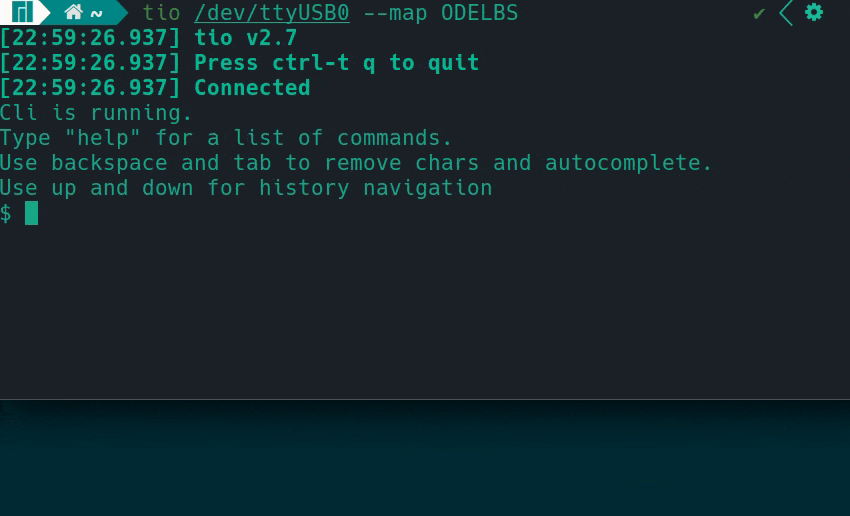 ~ tio /dev/ttyUSB0 --map ODELBS ✔
[22:59:26.937] tio v2.7
[22:59:26.937] Press ctrl-t q to quit
[22:59:26.937] Connected
Cli is running.
Type "help" for a list of commands.
Use backspace and tab to remove chars and autocomplete.
Use up and down for history navigation
$